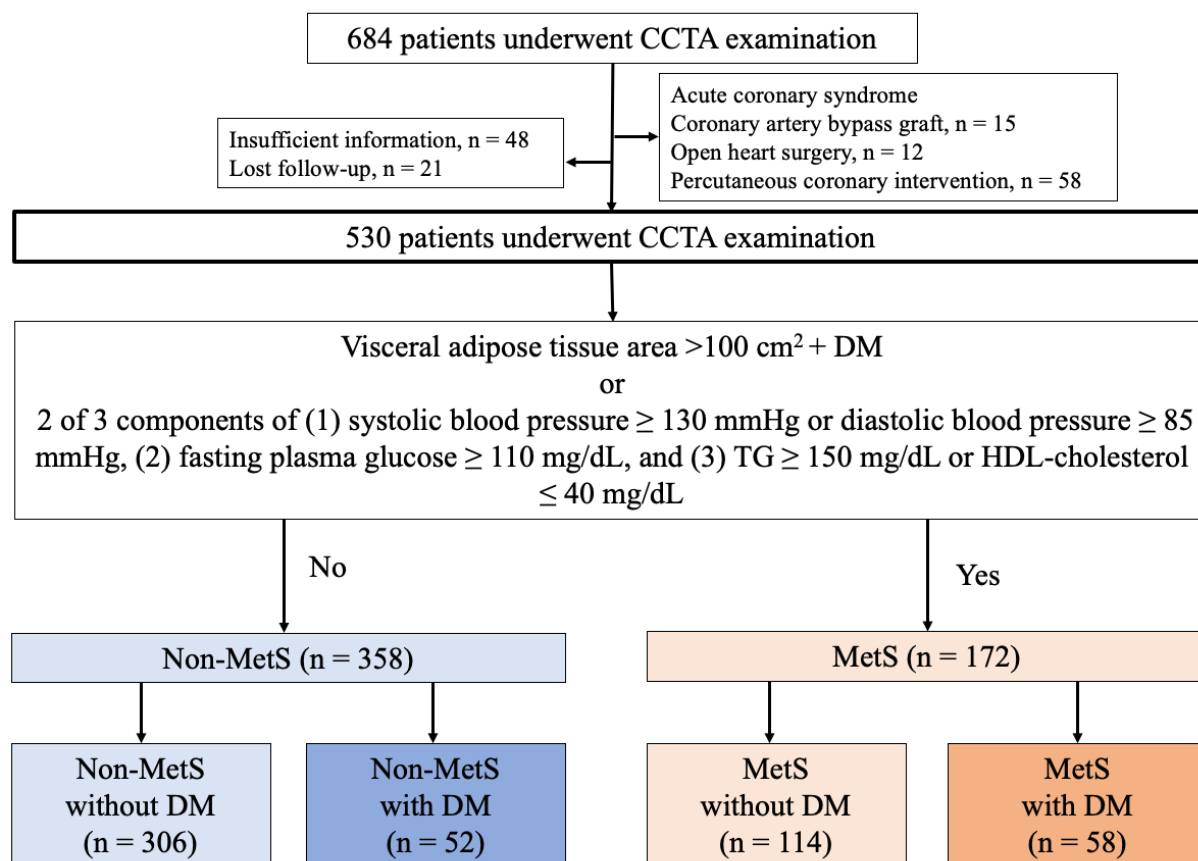 684 patients underwent CCTA examination
Insufficient information, n = 48
Lost follow-up, n = 21
Acute coronary syndrome
Coronary artery bypass graft, n = 15
Open heart surgery, n = 12
Percutaneous coronary intervention, n = 58
530 patients underwent CCTA examination
Visceral adipose tissue area >100 cm² + DM
or
2 of 3 components of (1) systolic blood pressure ≥ 130 mmHg or diastolic blood pressure ≥ 85
mmHg, (2) fasting plasma glucose ≥ 110 mg/dL, and (3) TG ≥ 150 mg/dL or HDL-cholesterol
≤ 40 mg/dL
No
Yes
Non-MetS (n = 358)
MetS (n = 172)
Non-MetS
without DM
(n = 306)
Non-MetS
with DM
(n = 52)
MetS
without DM
(n = 114)
MetS
with DM
(n = 58)